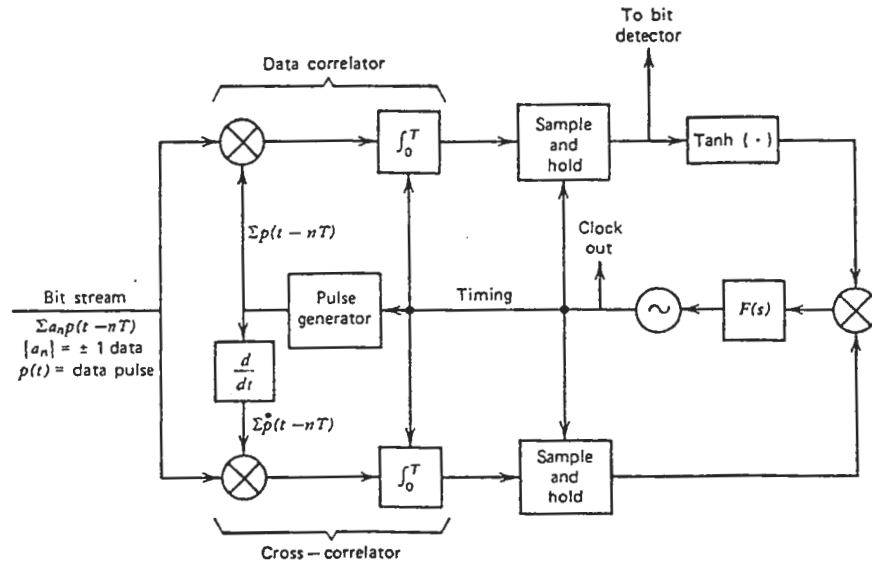 To bit
detector
Data correlator
∫₀ᵀ
Sample
and
hold
Tanh (·)
Σp(t − nT)
Clock
out
Bit stream
Σaₙp(t − nT)
{aₙ} = ± 1 data
p(t) = data pulse
Pulse
generator
Timing
~
F(s)
d
dt
Σṗ(t − nT)
∫₀ᵀ
Sample
and
hold
Cross – correlator